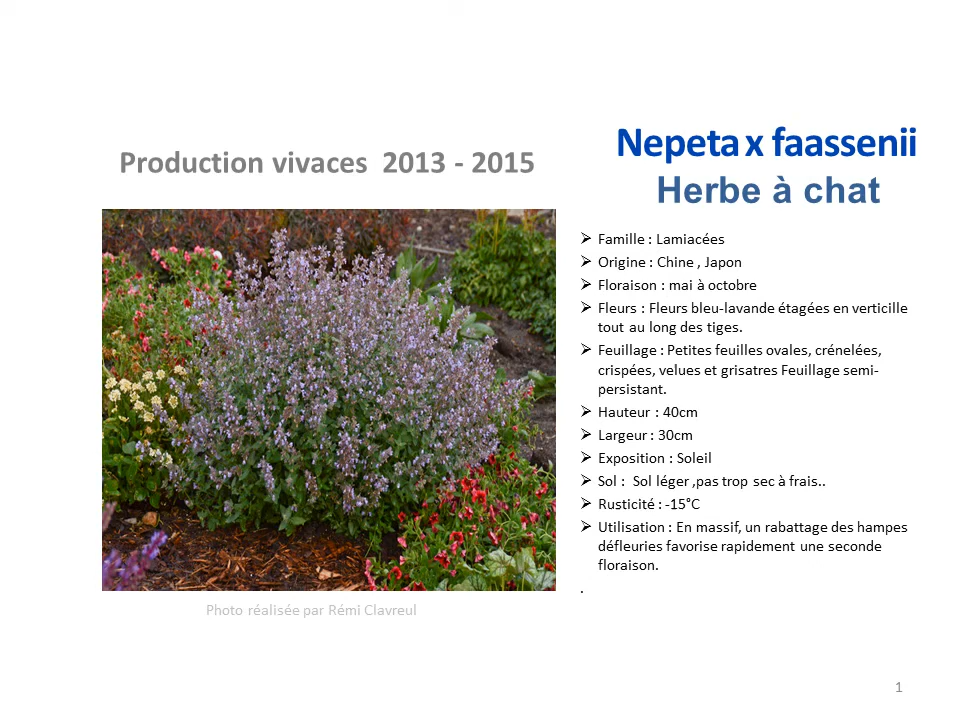 Production vivaces 2013 - 2015
Nepeta x faassenii
Herbe à chat
➢ Famille : Lamiacées
➢ Origine : Chine , Japon
➢ Floraison : mai à octobre
➢ Fleurs : Fleurs bleu-lavande étagées en verticille
tout au long des tiges.
➢ Feuillage : Petites feuilles ovales, crénelées,
crispées, velues et grisatres Feuillage semi-
persistant.
➢ Hauteur : 40cm
➢ Largeur : 30cm
➢ Exposition : Soleil
➢ Sol : Sol léger ,pas trop sec à frais..
➢ Rusticité : -15°C
➢ Utilisation : En massif, un rabattage des hampes
défleuries favorise rapidement une seconde
floraison.
.
Photo réalisée par Rémi Clavreul
1